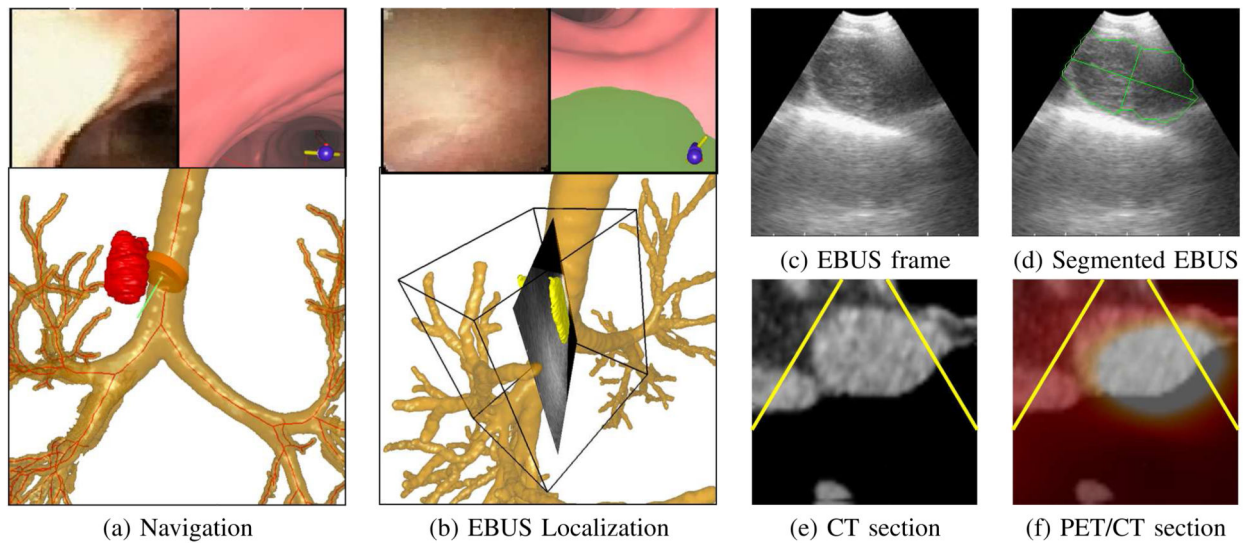 (c) EBUS frame
(d) Segmented EBUS
(a) Navigation
(b) EBUS Localization
(e) CT section
(f) PET/CT section